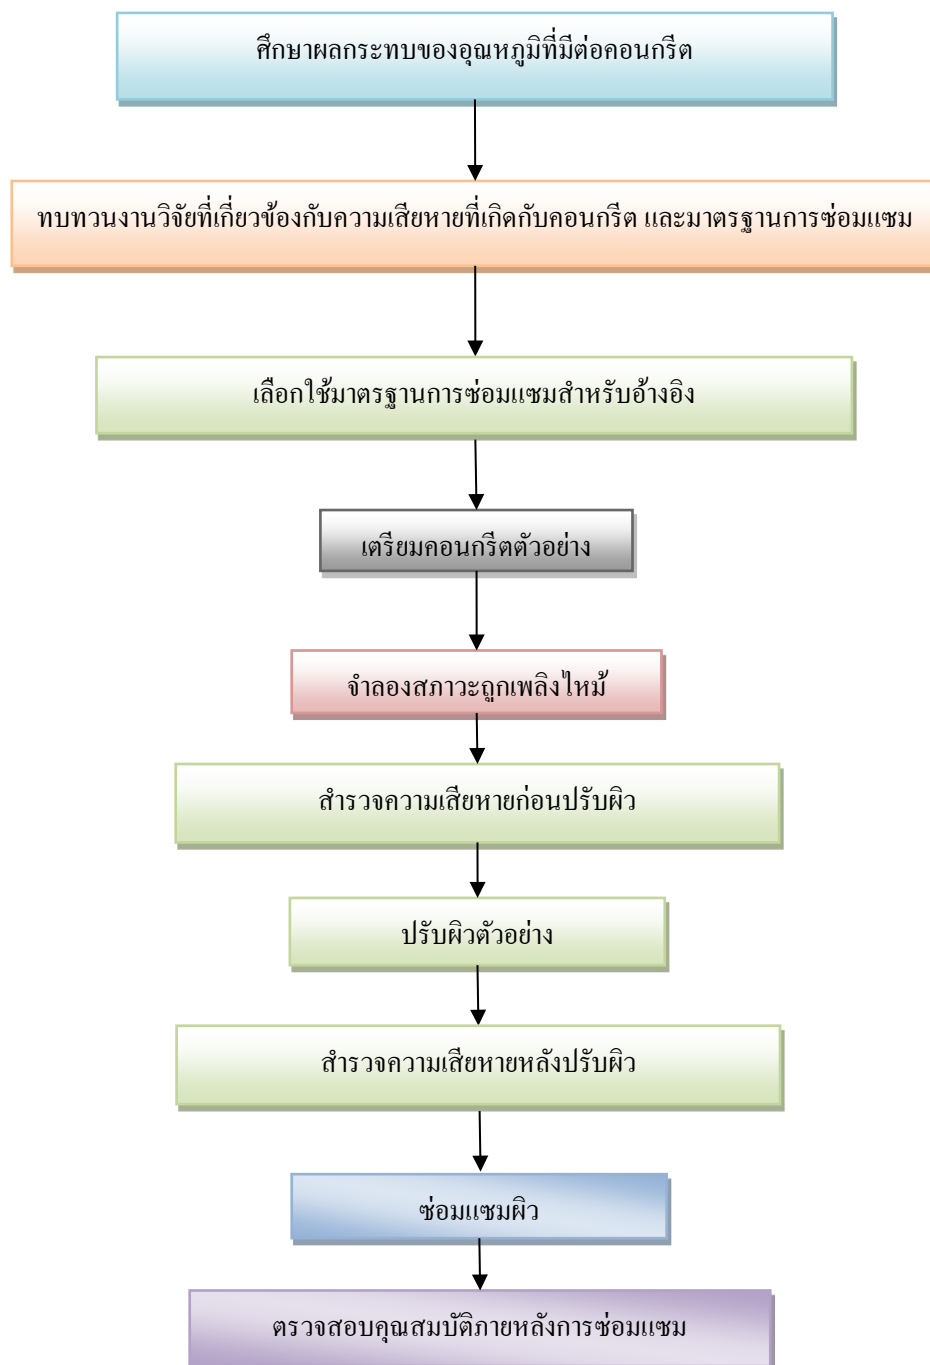 ศึกษาผลกระทบของอุณหภูมิที่มีต่อคอนกรีต
ทบทวนงานวิจัยที่เกี่ยวข้องกับความเสียหายที่เกิดกับคอนกรีต และมาตรฐานการซ่อมแซม
เลือกใช้มาตรฐานการซ่อมแซมสำหรับอ้างอิง
เตรียมคอนกรีตตัวอย่าง
จำลองสภาวะถูกเพลิงไหม้
สำรวจความเสียหายก่อนปรับผิว
ปรับผิวตัวอย่าง
สำรวจความเสียหายหลังปรับผิว
ซ่อมแซมผิว
ตรวจสอบคุณสมบัติภายหลังการซ่อมแซม